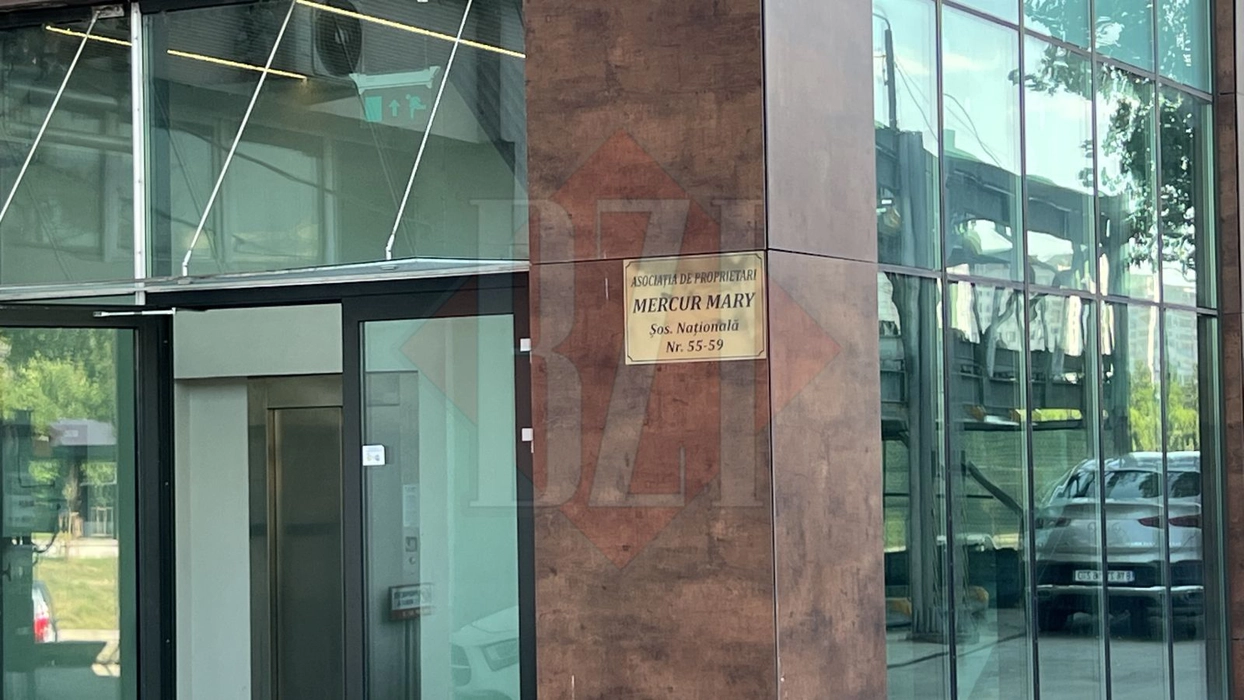 ASOCIAȚIA DE PROPRIETARI
MERCUR MARY
Șos. Națională
Nr. 55-59
BZI